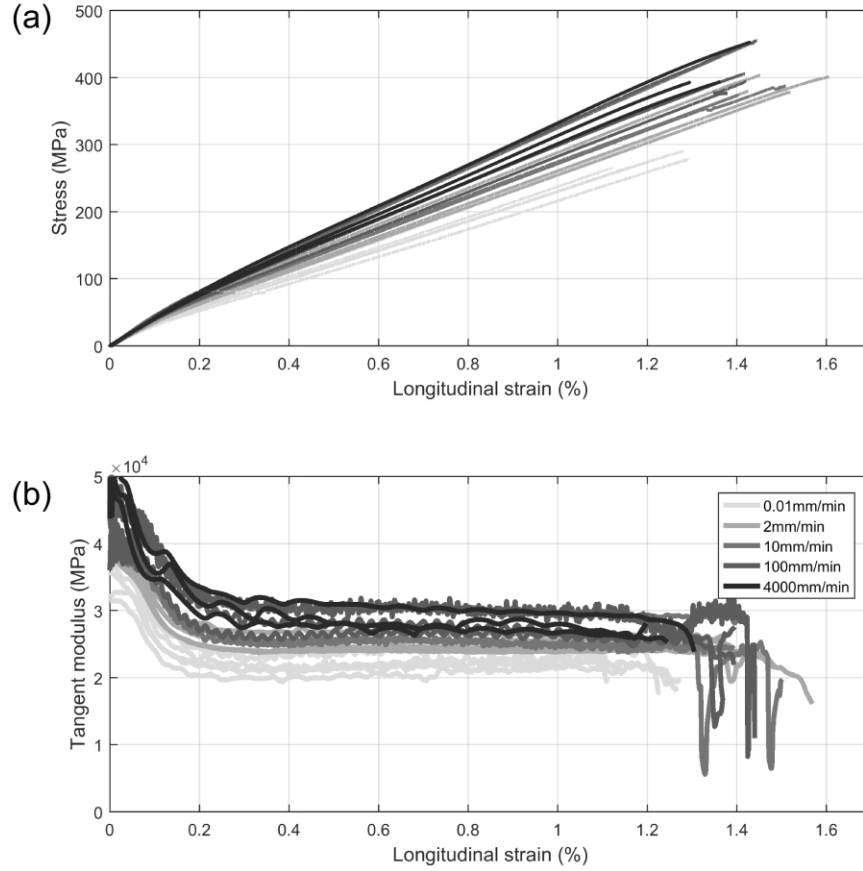 (a)
500
400
300
200
100
0
Stress (MPa)
0 0.2 0.4 0.6 0.8 1 1.2 1.4 1.6
Longitudinal strain (%)
(b)
× 10⁴
5
4
3
2
1
0
Tangent modulus (MPa)
0.01mm/min
2mm/min
10mm/min
100mm/min
4000mm/min
0 0.2 0.4 0.6 0.8 1 1.2 1.4 1.6
Longitudinal strain (%)